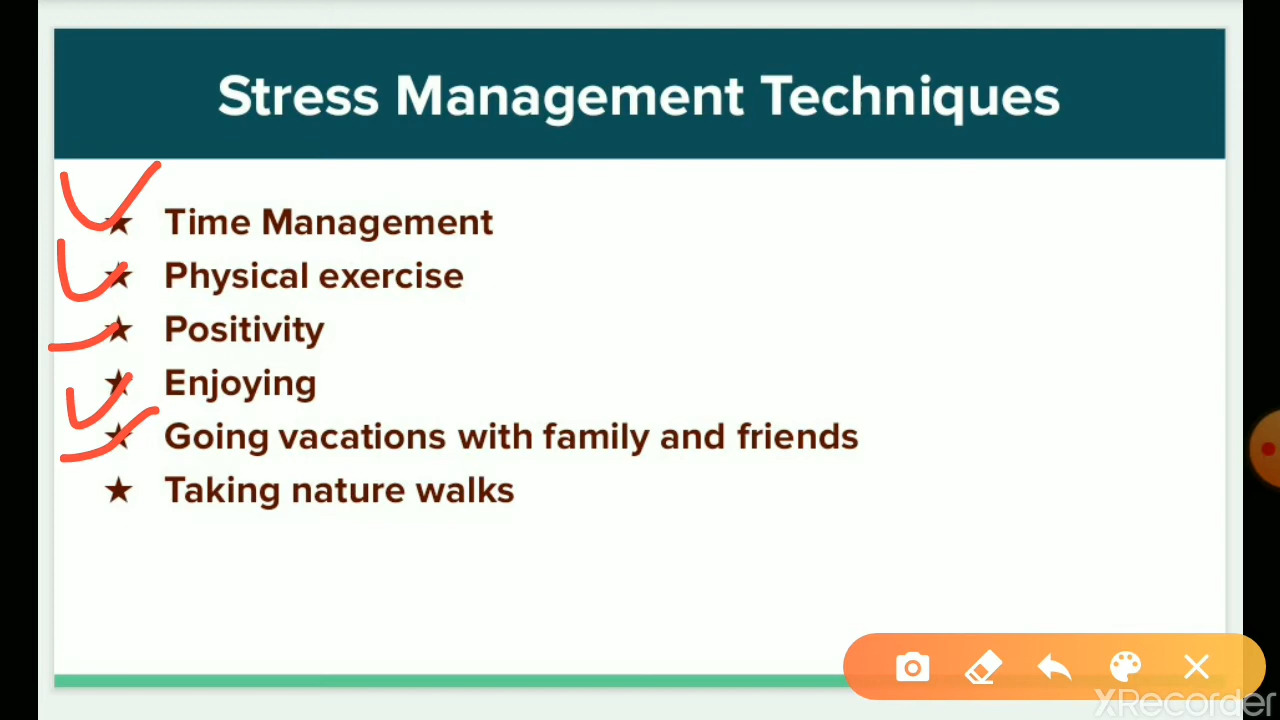 Stress Management Techniques
★ Time Management
★ Physical exercise
★ Positivity
★ Enjoying
★ Going vacations with family and friends
★ Taking nature walks
XRecorder